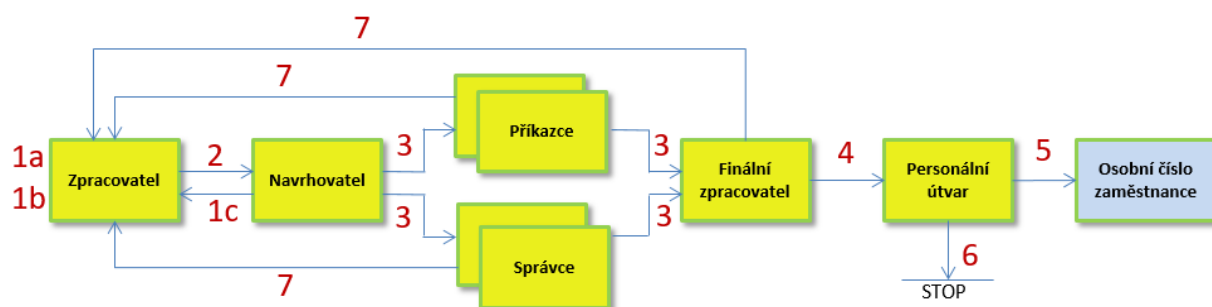 7
7
Příkazce
1a
1b
Zpracovatel
2
1c
Navrhovatel
3
3
3
3
Finální
zpracovatel
4
Personální
útvar
5
Osobní číslo
zaměstnance
Správce
7
6
STOP